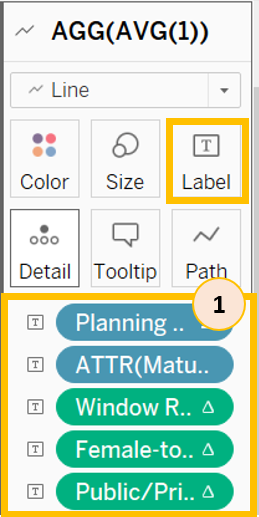 AGG(AVG(1))
Line
Color
Size
T
Label
Detail
Tooltip
Path
1
T
Planning ..
T
ATTR(Matu..
T
Window R.. Δ
T
Female-to.. Δ
T
Public/Pri.. Δ